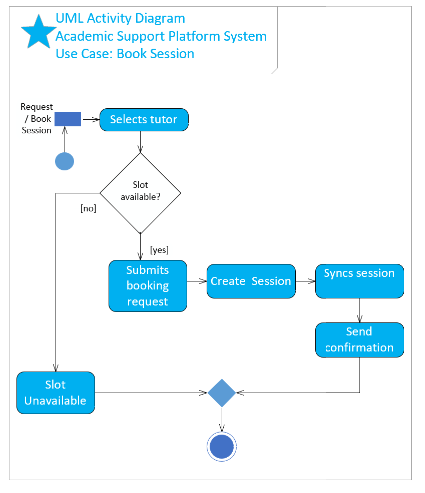 UML Activity Diagram
Academic Support Platform System
Use Case: Book Session
Request
/ Book
Session
Selects tutor
Slot
available?
[no]
[yes]
Submits
booking
request
Create Session
Syncs session
Send
confirmation
Slot
Unavailable